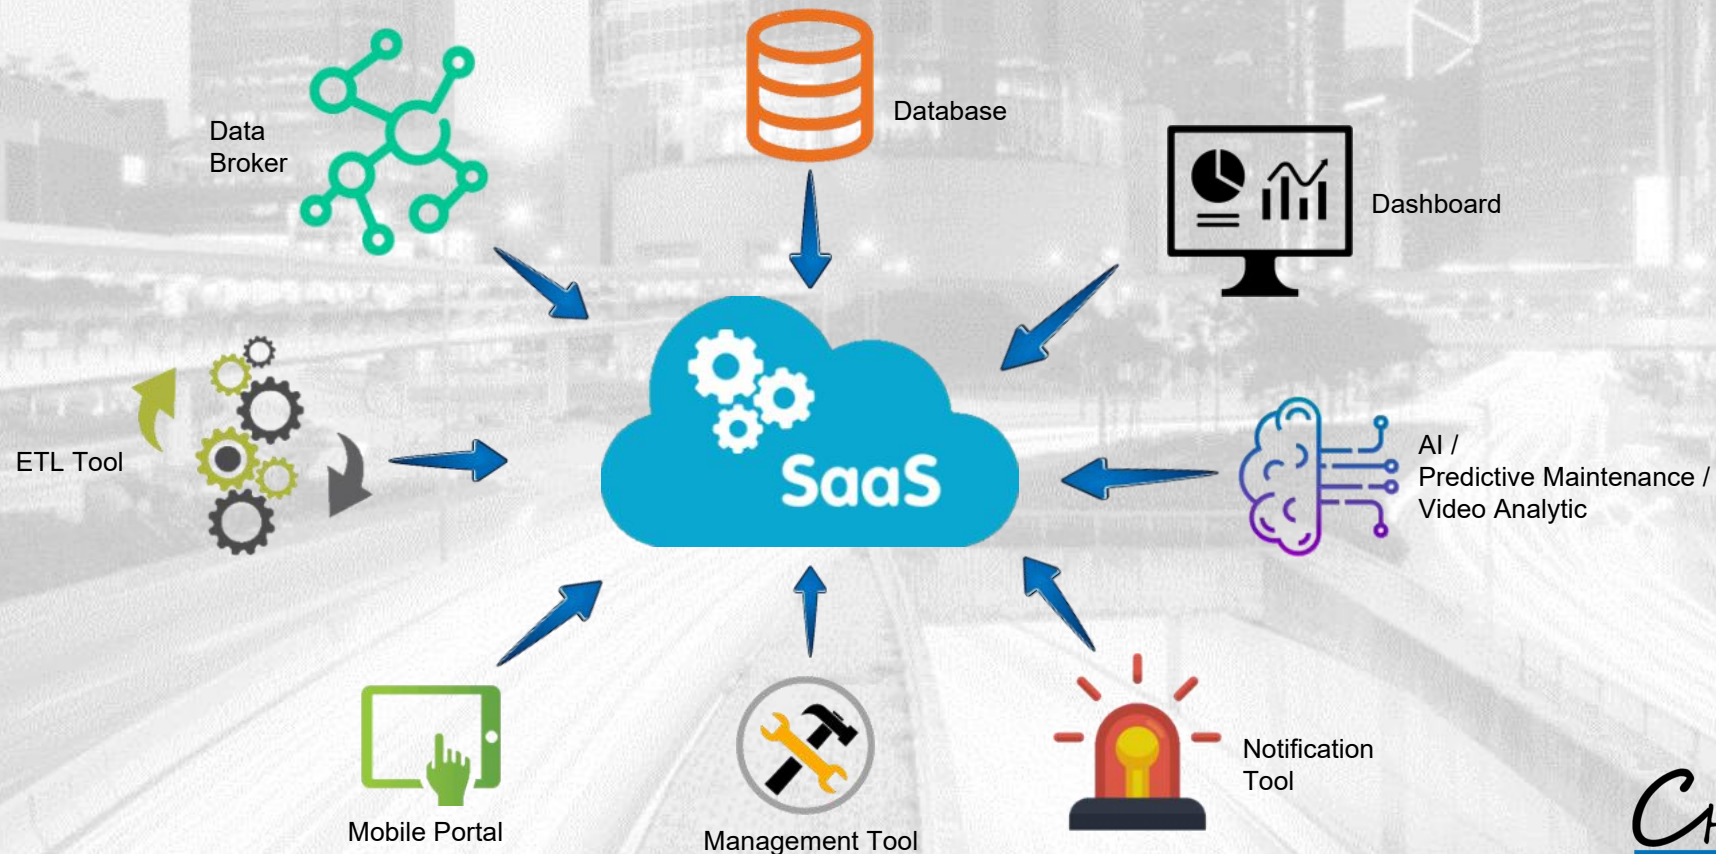 Data
Broker
Database
Dashboard
ETL Tool
SaaS
AI /
Predictive Maintenance /
Video Analytic
Mobile Portal
Management Tool
Notification
Tool